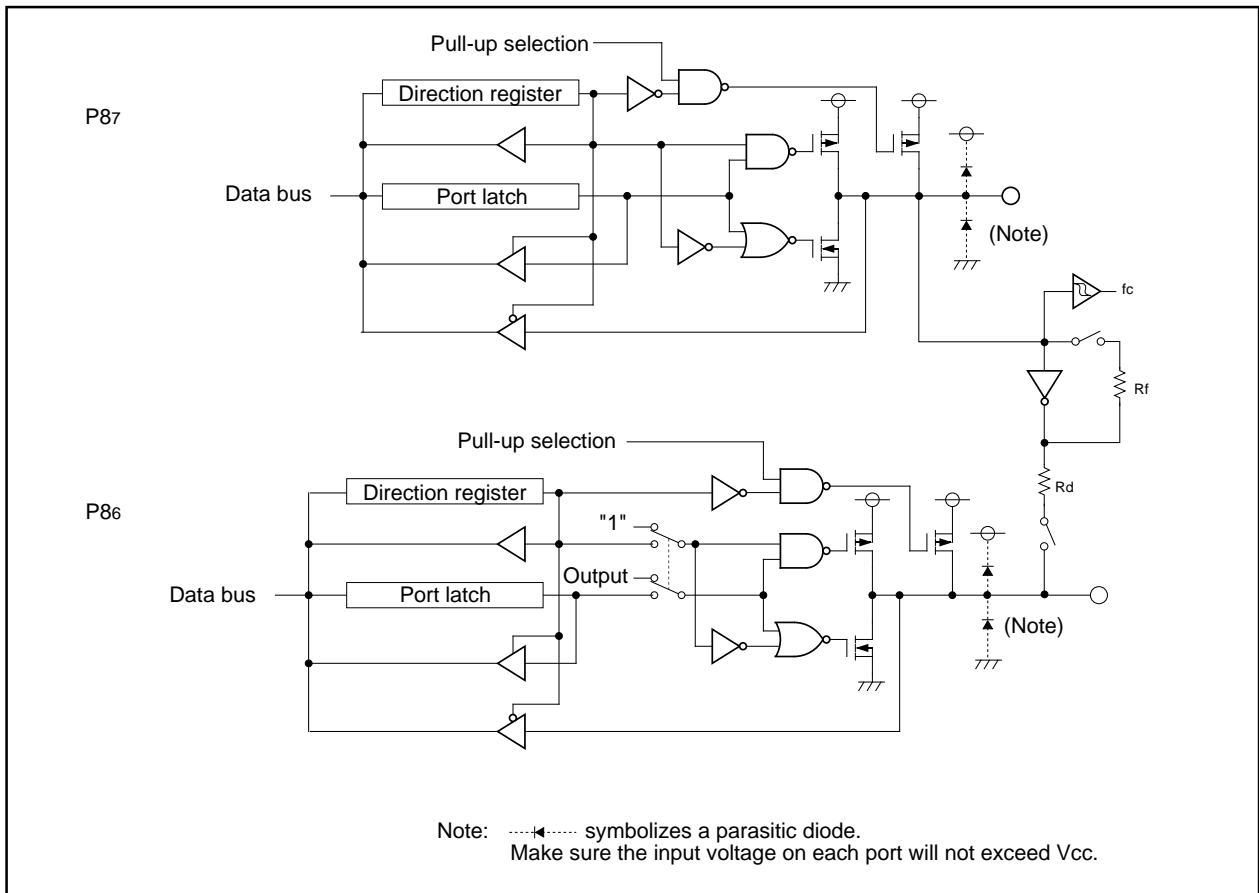 Pull-up selection
Direction register
P87
Data bus
Port latch
(Note)
fc
Rf
Pull-up selection
Direction register
Rd
P86
"1"
Output
Data bus
Port latch
(Note)
Note: symbolizes a parasitic diode.
Make sure the input voltage on each port will not exceed Vcc.